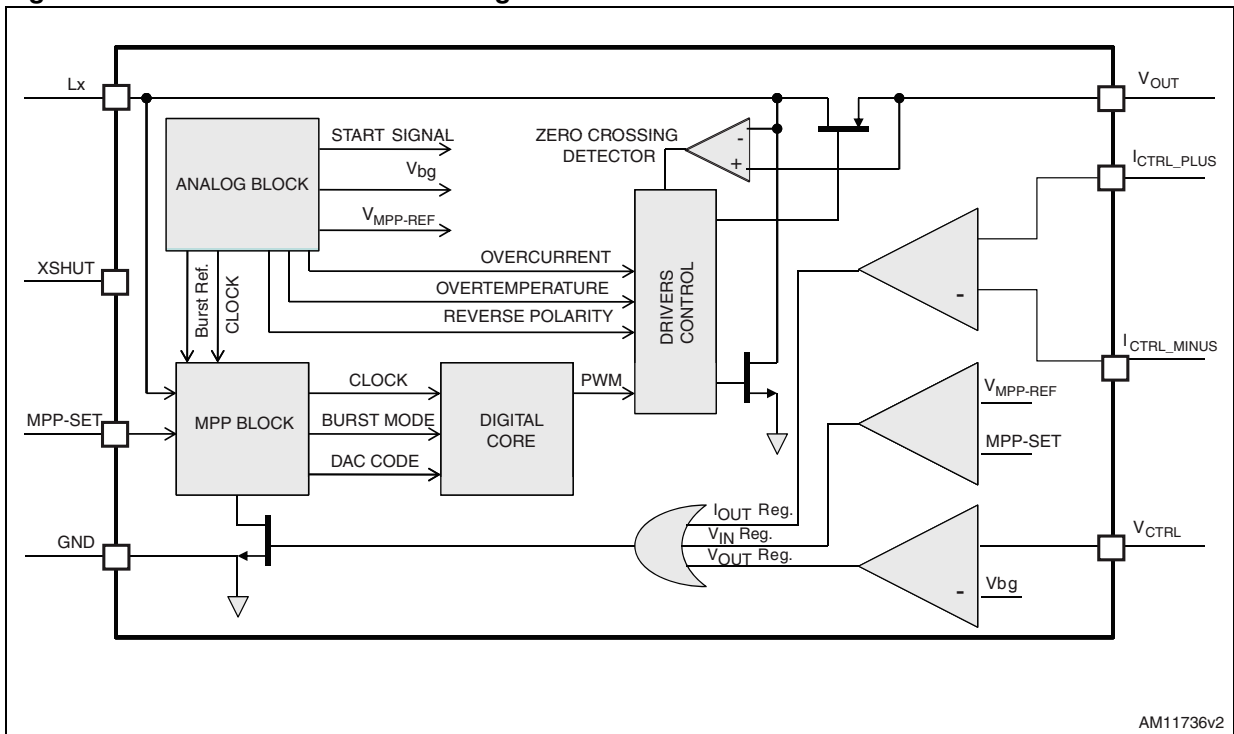 Lx
VOUT
START SIGNAL
ZERO CROSSING
DETECTOR
-
+
Vbg
ANALOG BLOCK
VMPP-REF
ICTRL_PLUS
XSHUT
Burst Ref.
CLOCK
OVERCURRENT
OVERTEMPERATURE
REVERSE POLARITY
DRIVERS
CONTROL
-
ICTRL_MINUS
MPP-SET
MPP BLOCK
CLOCK
BURST MODE
DAC CODE
DIGITAL
CORE
PWM
VMPP-REF
MPP-SET
GND
IOUT Reg.
VIN Reg.
VOUT Reg.
VCTRL
Vbg
-
AM11736v2